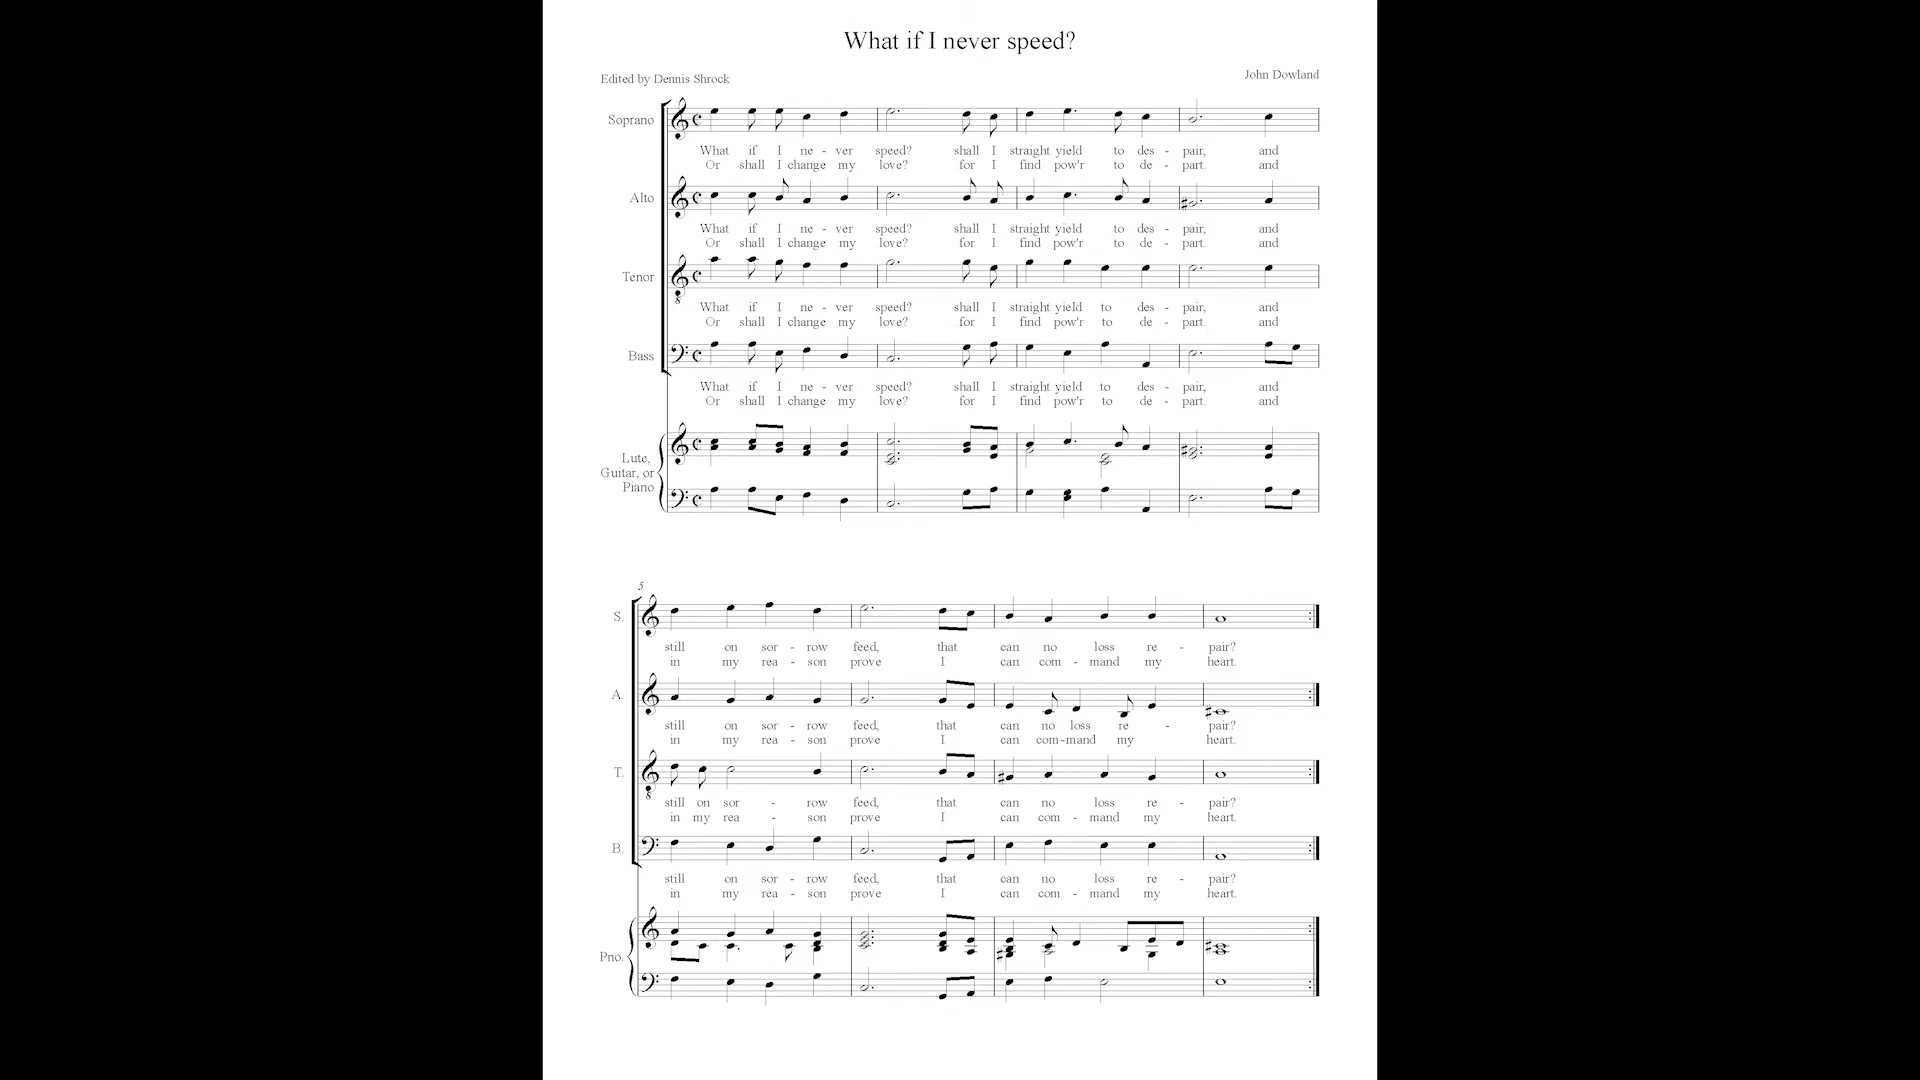 What if I never speed?
Edited by Dennis Shrock
John Dowland
Soprano
What if I ne - ver speed? shall I straight yield to des - pair, and
Or shall I change my love? for I find pow'r to de - part. and
Alto
What if I ne - ver speed? shall I straight yield to des - pair, and
Or shall I change my love? for I find pow'r to de - part. and
Tenor
8
What if I ne - ver speed? shall I straight yield to des - pair, and
Or shall I change my love? for I find pow'r to de - part. and
Bass
What if I ne - ver speed? shall I straight yield to des - pair, and
Or shall I change my love? for I find pow'r to de - part. and
Lute,
Guitar, or
Piano
5
S.
still on sor - row feed, that can no loss re - pair?
in my rea - son prove I can com - mand my heart.
A.
still on sor - row feed, that can no loss re - pair?
in my rea - son prove I can com - mand my heart.
T.
8
still on sor - row feed, that can no loss re - pair?
in my rea - son prove I can com - mand my heart.
B.
still on sor - row feed, that can no loss re - pair?
in my rea - son prove I can com - mand my heart.
Pno.